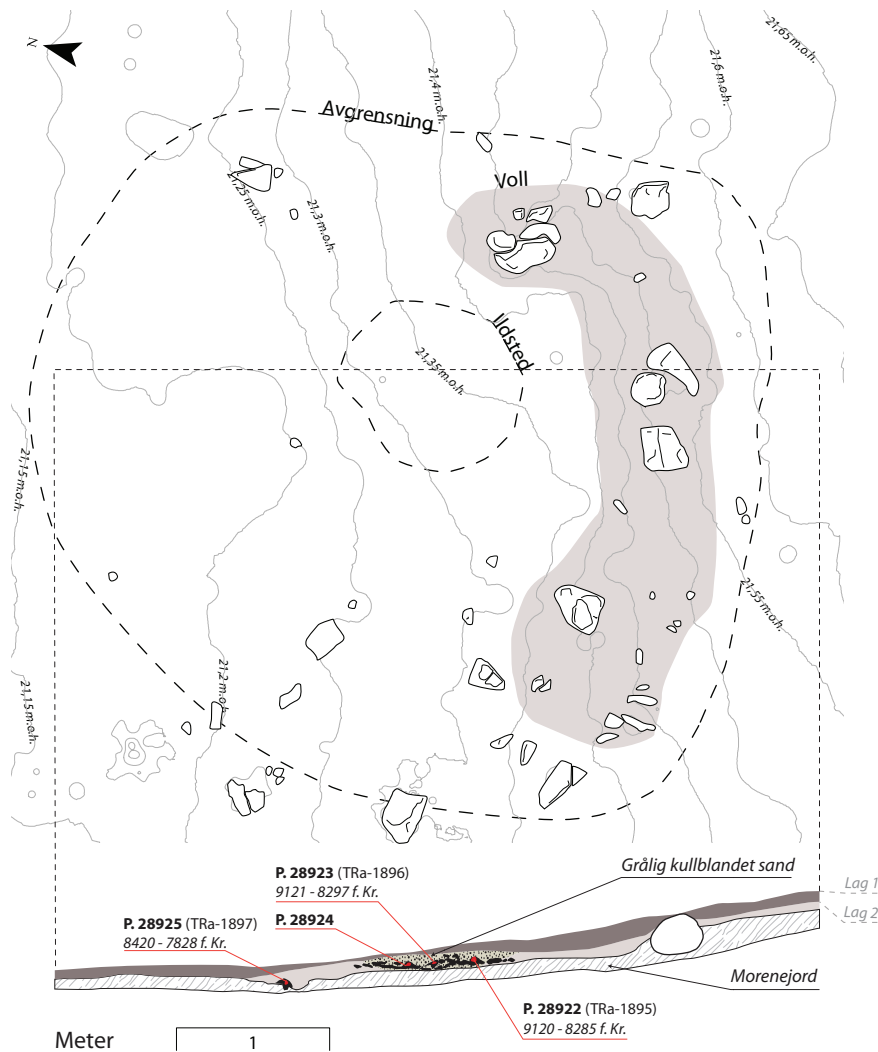 N
21,65 m.o.h.
21,6 m.o.h.
21,4 m.o.h.
Avgrensning
21,25 m.o.h.
Voll
21,3 m.o.h.
Ildsted
21,35 m.o.h.
21,15 m.o.h.
21,55 m.o.h.
21,2 m.o.h.
21,15 m.o.h.
Grålig kullblandet sand
P. 28923 (TRa-1896)
9121 - 8297 f. Kr.
Lag 1
P. 28925 (TRa-1897)
P. 28924
Lag 2
8420 - 7828 f. Kr.
Morenejord
P. 28922 (TRa-1895)
9120 - 8285 f. Kr.
Meter
1